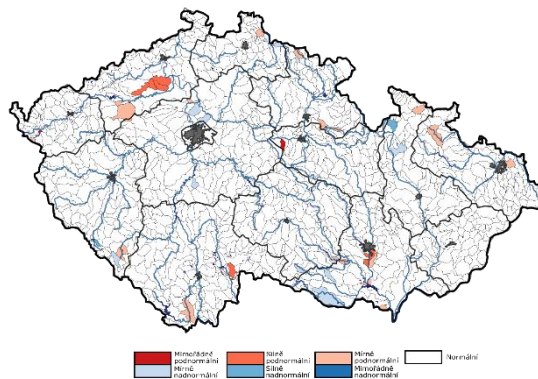 Mimořádně
podnormální
Silně
podnormální
Mírně
podnormální
Normální
Mírně
nadnormální
Silně
nadnormální
Mimořádně
nadnormální